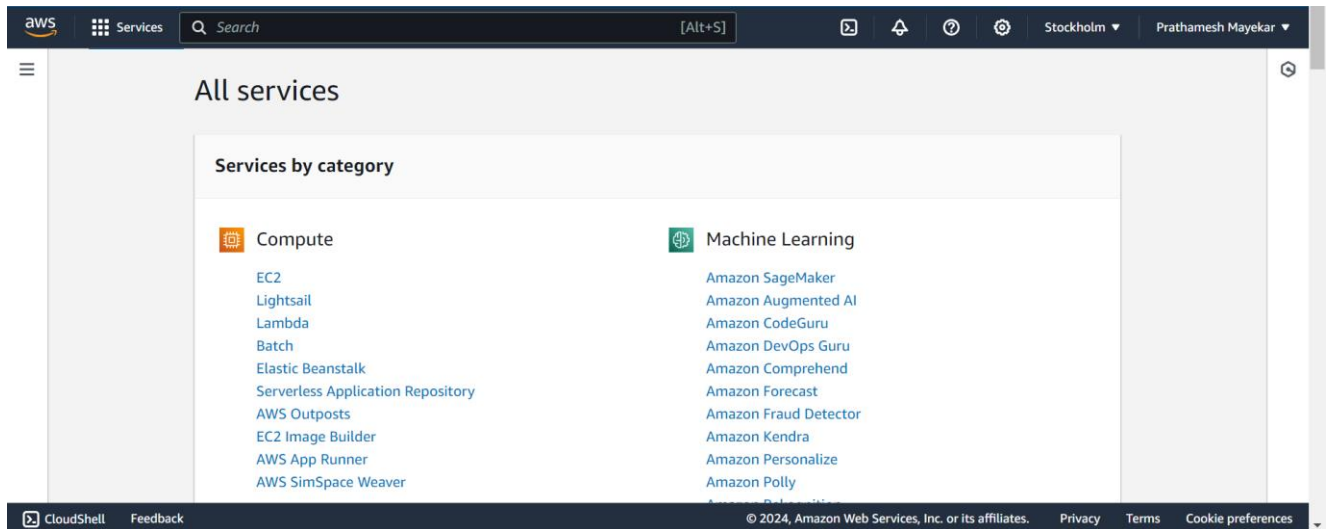 aws
Services
Search
[Alt+S]
Stockholm ▼
Prathamesh Mayekar ▼
All services
Services by category
Compute
EC2
Lightsail
Lambda
Batch
Elastic Beanstalk
Serverless Application Repository
AWS Outposts
EC2 Image Builder
AWS App Runner
AWS SimSpace Weaver
Machine Learning
Amazon SageMaker
Amazon Augmented AI
Amazon CodeGuru
Amazon DevOps Guru
Amazon Comprehend
Amazon Forecast
Amazon Fraud Detector
Amazon Kendra
Amazon Personalize
Amazon Polly
CloudShell
Feedback
© 2024, Amazon Web Services, Inc. or its affiliates.
Privacy
Terms
Cookie preferences